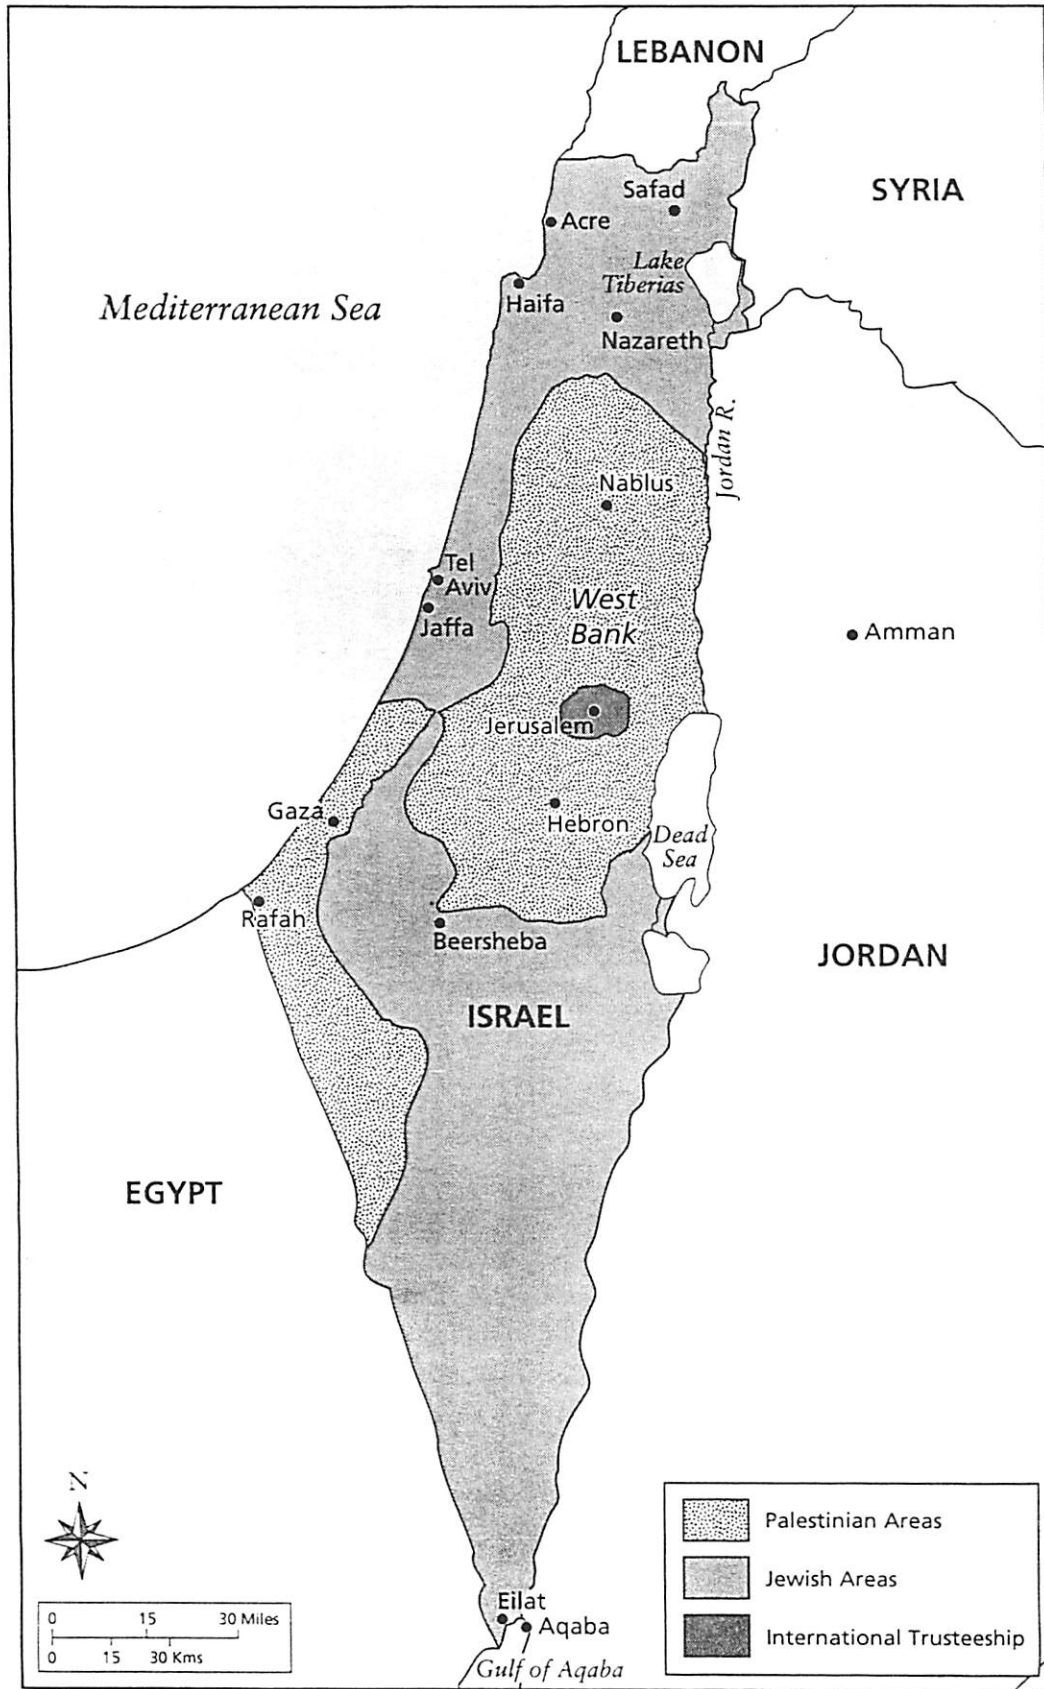 LEBANON
SYRIA
Safad
Acre
Lake
Tiberias
Haifa
Nazareth
Mediterranean Sea
Jordan R.
Nablus
Tel
Aviv
West
Bank
Jaffa
Amman
Jerusalem
Gaza
Hebron
Dead
Sea
Rafah
Beersheba
JORDAN
ISRAEL
EGYPT
N
0 15 30 Miles
0 15 30 Kms
Eilat
Aqaba
Gulf of Aqaba
Palestinian Areas
Jewish Areas
International Trusteeship